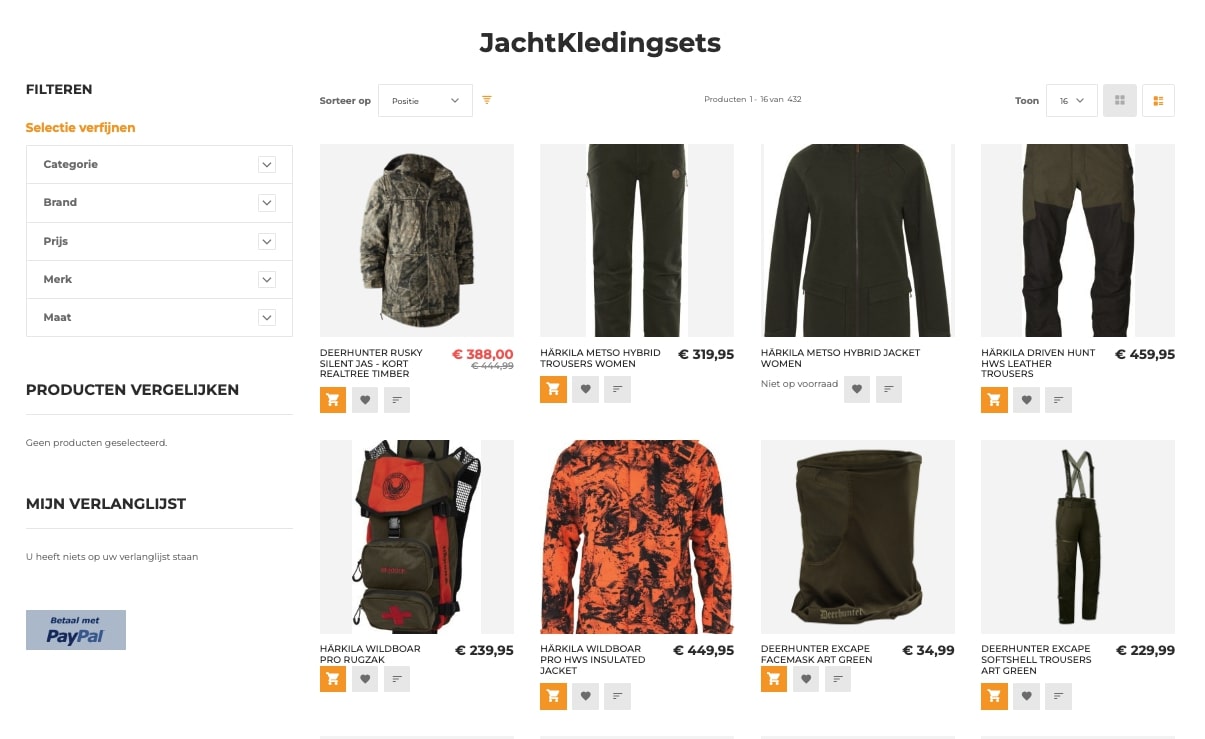 JachtKledingsets
FILTEREN
Selectie verfijnen
Categorie
Brand
Prijs
Merk
Maat
PRODUCTEN VERGELIJKEN
Geen producten geselecteerd.
MIJN VERLANGLIJST
U heeft niets op uw verlanglijst staan
Betaal met
PayPal
Sorteer op Positie
Producten 1 - 16 van 432
Toon 16
DEERHUNTER RUSKY
SILENT JAS - KORT
REALTREE TIMBER
€ 388,00
€ 444,99
HÄRKILA METSO HYBRID
TROUSERS WOMEN
€ 319,95
HÄRKILA METSO HYBRID JACKET
WOMEN
Niet op voorraad
HÄRKILA DRIVEN HUNT
HWS LEATHER
TROUSERS
€ 459,95
Härkila
HÄRKILA WILDBOAR
PRO RUGZAK
€ 239,95
HÄRKILA WILDBOAR
PRO HWS INSULATED
JACKET
€ 449,95
Deerhunter
DEERHUNTER EXCAPE
FACEMASK ART GREEN
€ 34,99
DEERHUNTER EXCAPE
SOFTSHELL TROUSERS
ART GREEN
€ 229,99